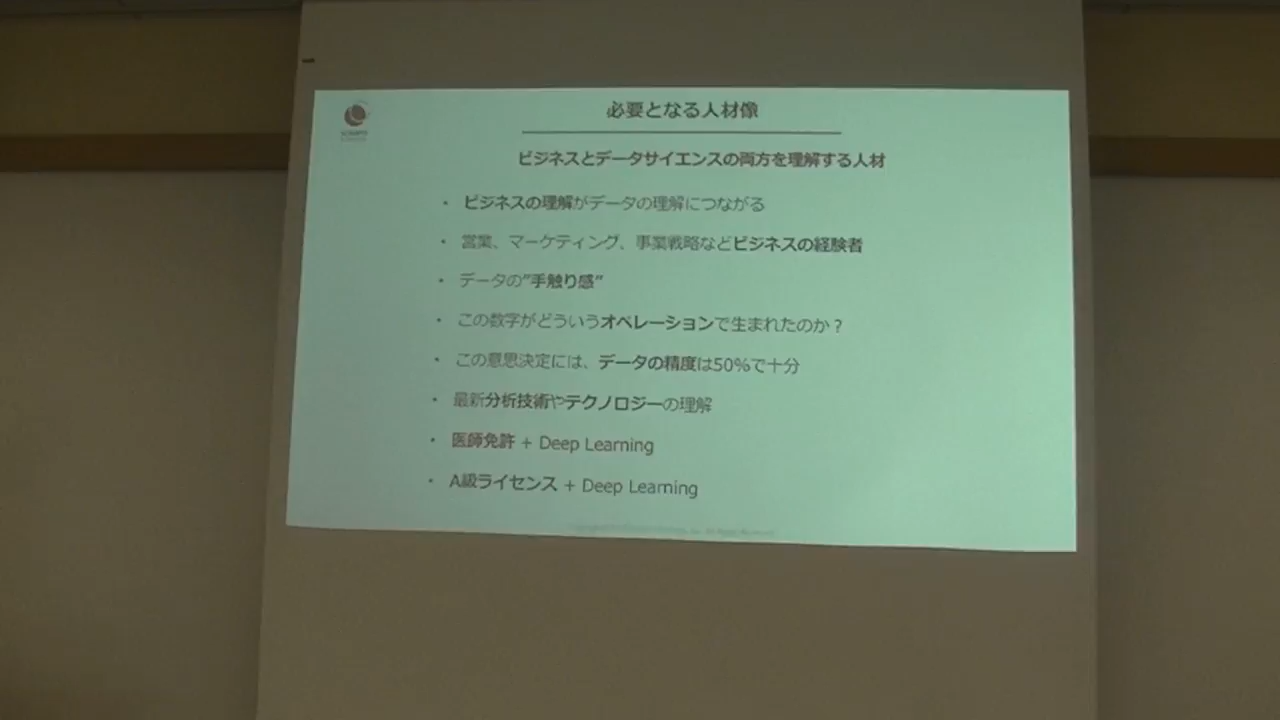 必要となる人材像
ビジネスとデータサイエンスの両方を理解する人材
・ ビジネスの理解がデータの理解につながる
・ 営業、マーケティング、事業戦略などビジネスの経験者
・ データの”手触り感”
・ この数字がどういうオペレーションで生まれたのか？
・ この意思決定には、データの精度は50%で十分
・ 最新分析技術やテクノロジーの理解
・ 医師免許 + Deep Learning
・ A級ライセンス + Deep Learning